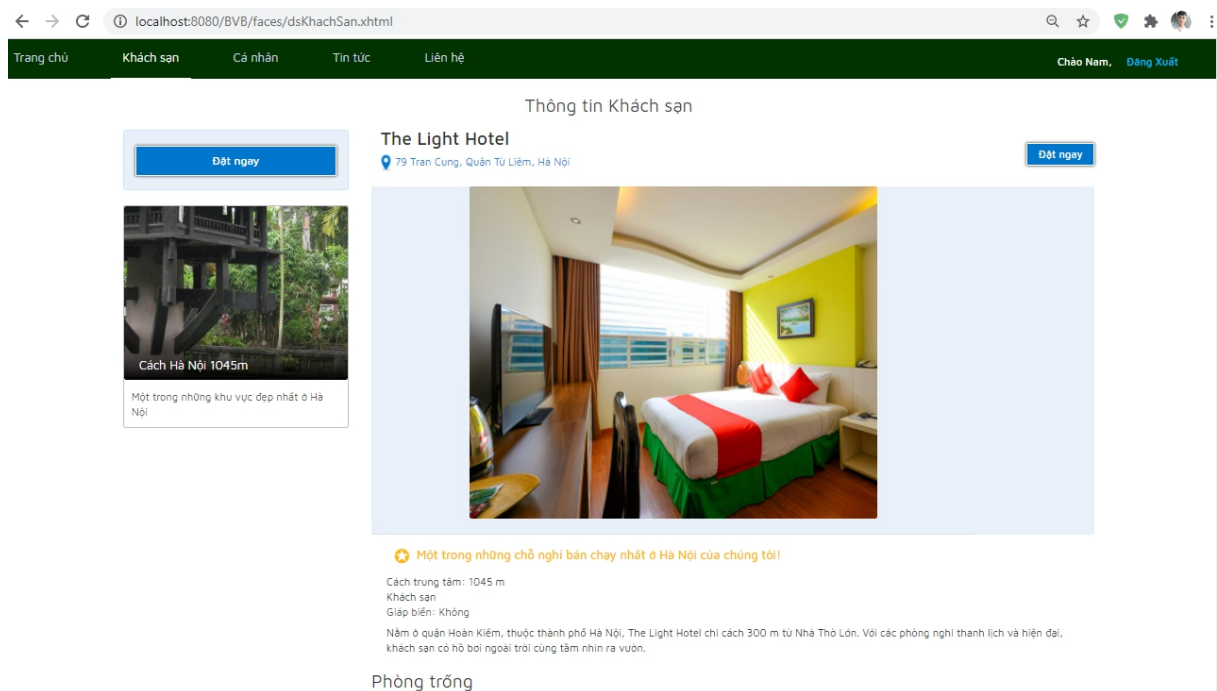 localhost:8080/BVB/faces/dsKhachSan.xhtml
Trang chủ Khách sạn Cá nhân Tin tức Liên hệ Chào Nam, Đăng Xuất
Thông tin Khách sạn
Đặt ngay
The Light Hotel
79 Tran Cung, Quận Từ Liêm, Hà Nội
Đặt ngay
Cách Hà Nội 1045m
Một trong những khu vực đẹp nhất ở Hà
Nội
Một trong những chỗ nghỉ bán chạy nhất ở Hà Nội của chúng tôi!
Cách trung tâm: 1045 m
Khách sạn
Giáp biển: Không
Nằm ở quận Hoàn Kiếm, thuộc thành phố Hà Nội, The Light Hotel chỉ cách 300 m từ Nhà Thờ Lớn. Với các phòng nghỉ thanh lịch và hiện đại,
khách sạn có hồ bơi ngoài trời cùng tầm nhìn ra vườn.
Phòng trống